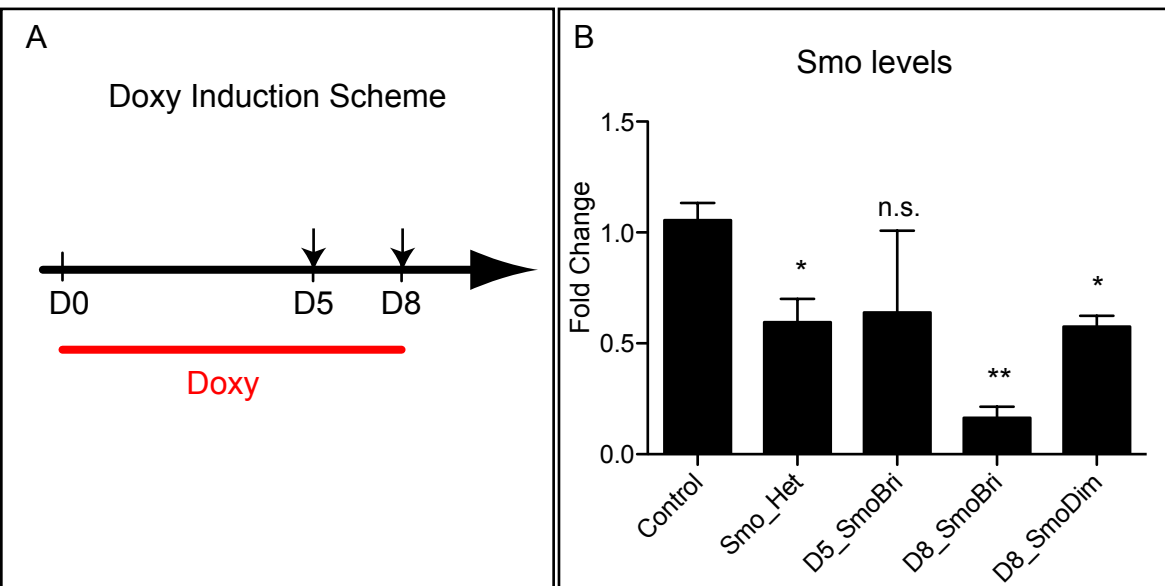 A
Doxy Induction Scheme
D0
D5
D8
Doxy
B
Smo levels
Fold Change
1.5
1.0
0.5
0.0
*
n.s.
**
*
Control
Smo_Het
D5_SmoBri
D8_SmoBri
D8_SmoDim